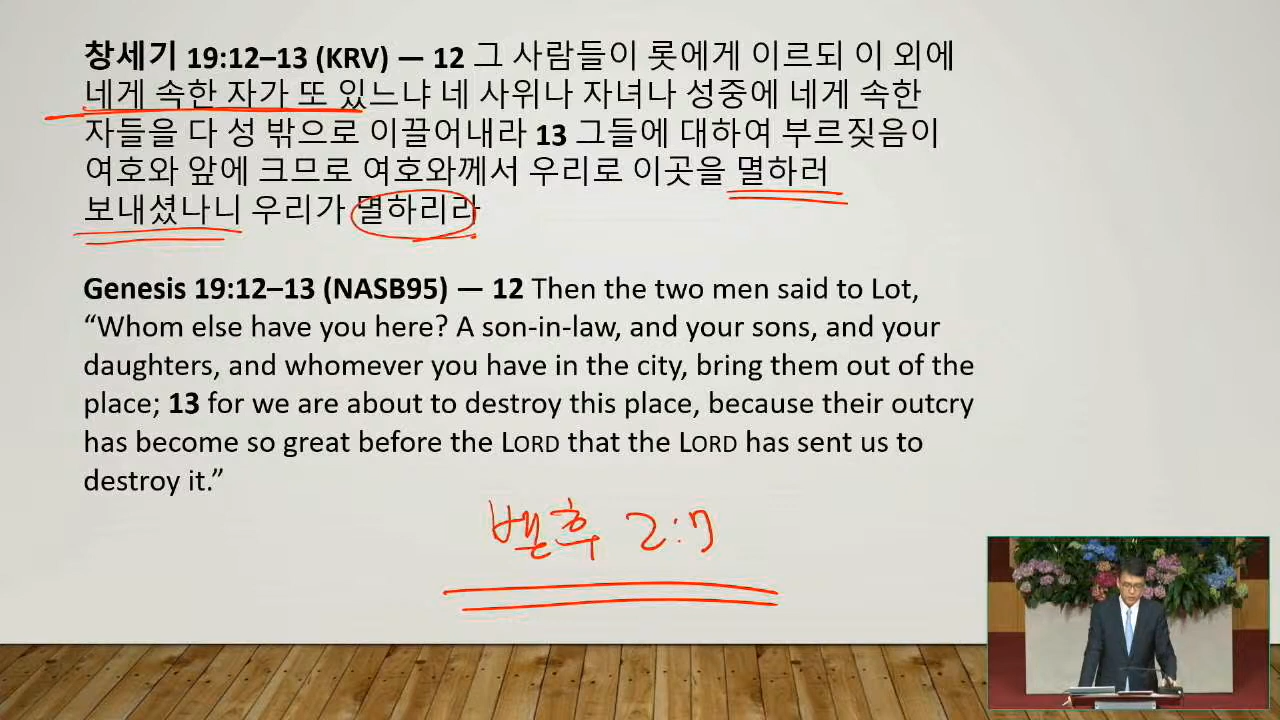 창세기 19:12–13 (KRV) — 12 그 사람들이 롯에게 이르되 이 외에
네게 속한 자가 또 있느냐 네 사위나 자녀나 성중에 네게 속한
자들을 다 성 밖으로 이끌어내라 13 그들에 대하여 부르짖음이
여호와 앞에 크므로 여호와께서 우리로 이곳을 멸하러
보내셨나니 우리가 멸하리라
Genesis 19:12–13 (NASB95) — 12 Then the two men said to Lot,
“Whom else have you here? A son-in-law, and your sons, and your
daughters, and whomever you have in the city, bring them out of the
place; 13 for we are about to destroy this place, because their outcry
has become so great before the LORD that the LORD has sent us to
destroy it.”
벧후 2:7